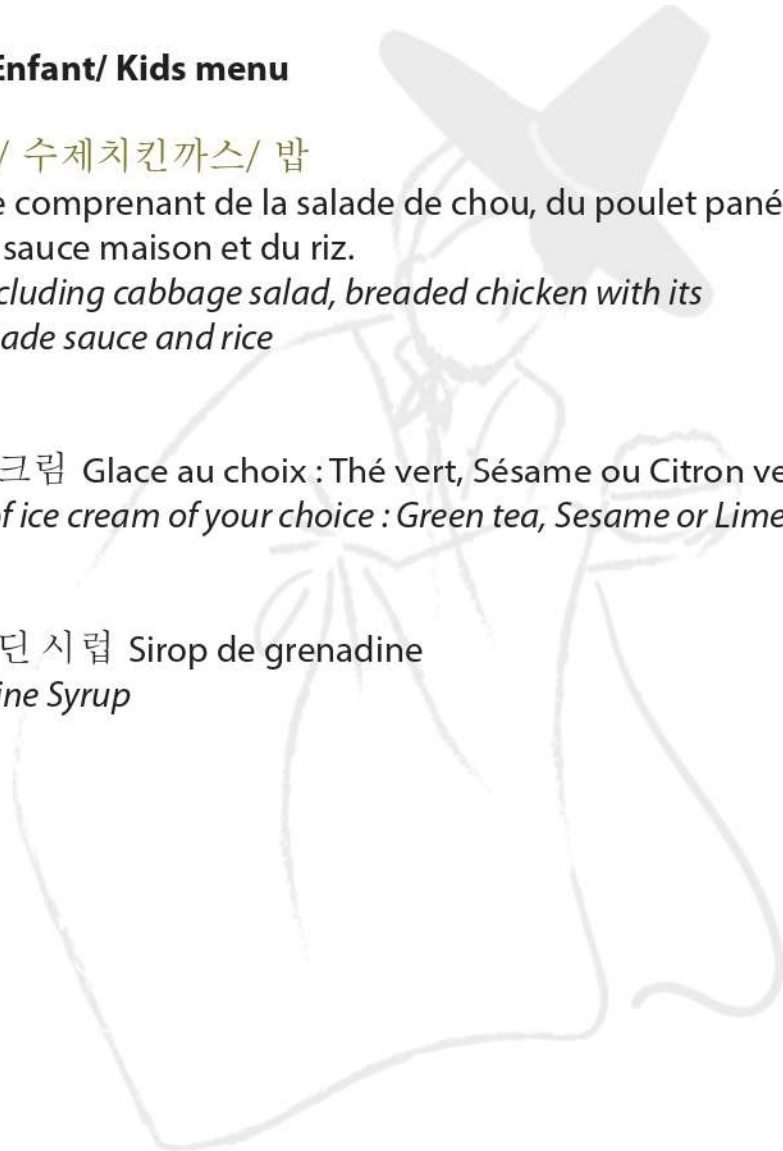 Enfant/ Kids menu
/ 수제치킨까스/ 밥
comprenant de la salade de chou, du poulet pané
sauce maison et du riz.
cluding cabbage salad, breaded chicken with its
ade sauce and rice
크림 Glace au choix : Thé vert, Sésame ou Citron ve
of ice cream of your choice : Green tea, Sesame or Lime
딘 시럽 Sirop de grenadine
ine Syrup